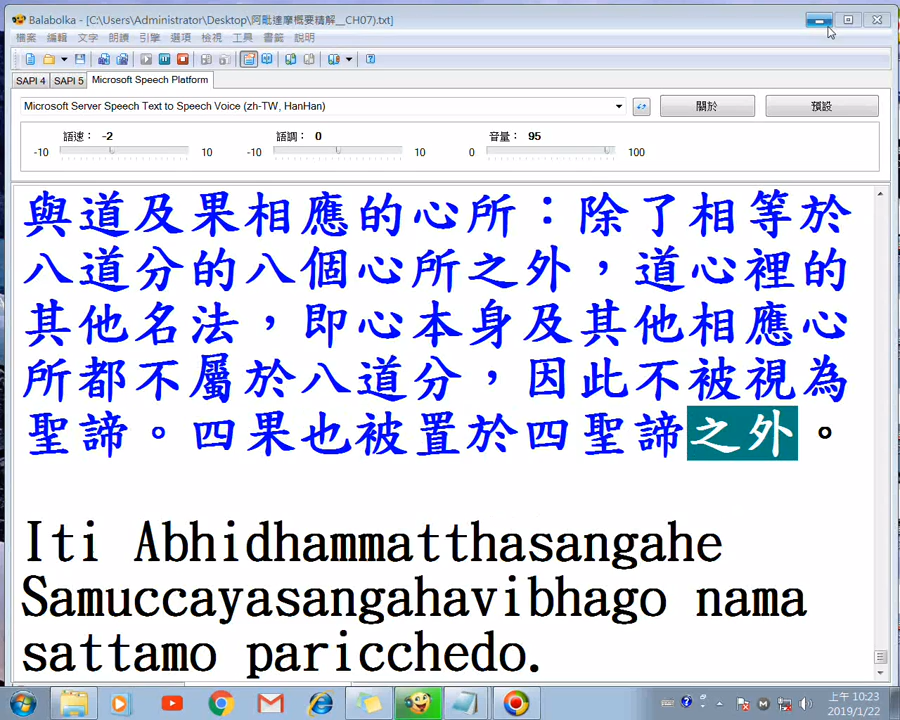 Balabolka - [C:\Users\Administrator\Desktop\阿毗達摩概要精解__CH07).txt]
檔案 編輯 文字 朗讀 引擎 選項 檢視 工具 書籤 說明
SAPI 4 SAPI 5 Microsoft Speech Platform
Microsoft Server Speech Text to Speech Voice (zh-TW, HanHan) 關於 預設
語速： -2 語調： 0 音量： 95
-10 10 -10 10 0 100
與道及果相應的心所：除了相等於
八道分的八個心所之外，道心裡的
其他名法，即心本身及其他相應心
所都不屬於八道分，因此不被視為
聖諦。四果也被置於四聖諦之外。
Iti Abhidhammatthasangahe
Samuccayasangahavibhago nama
sattamo paricchedo.
上午 10:23
2019/1/22